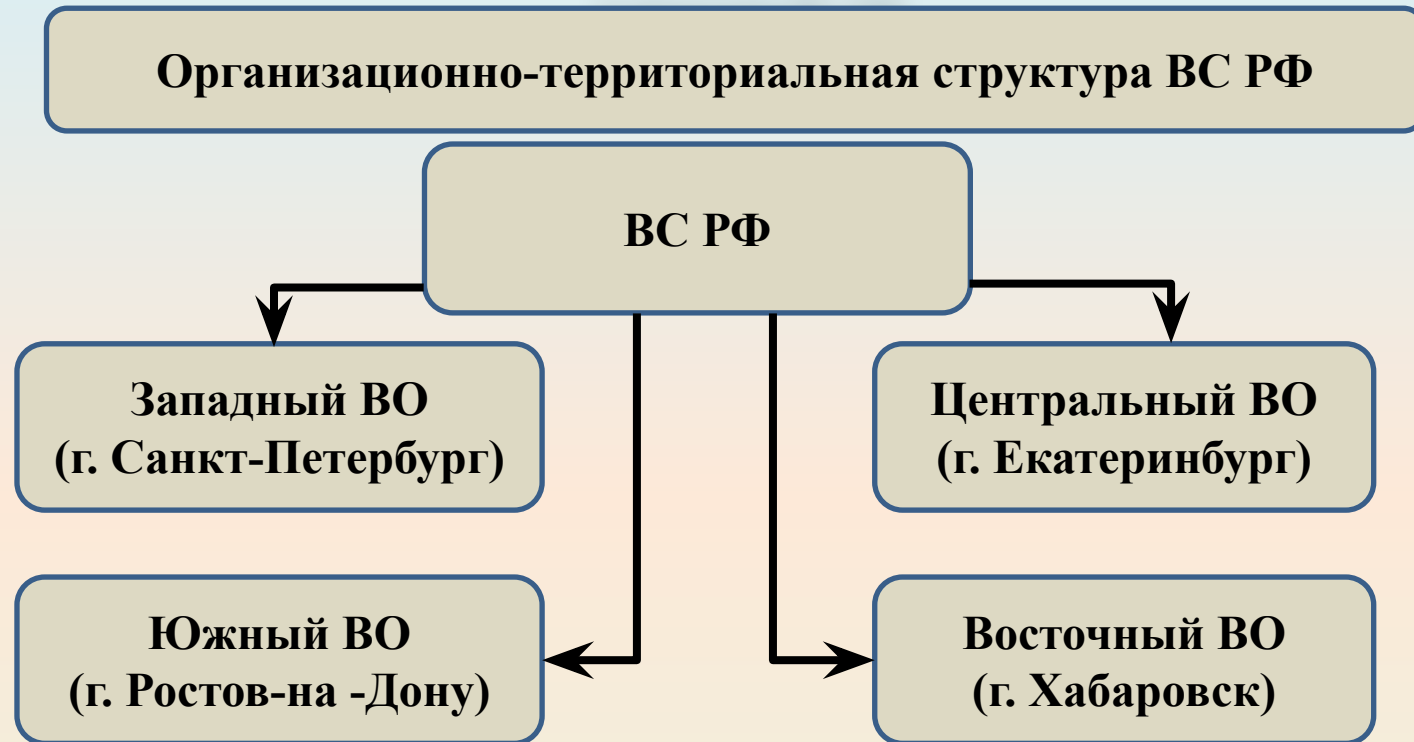 Организационно-территориальная структура ВС РФ
ВС РФ
Западный ВО
(г. Санкт-Петербург)
Центральный ВО
(г. Екатеринбург)
Южный ВО
(г. Ростов-на -Дону)
Восточный ВО
(г. Хабаровск)